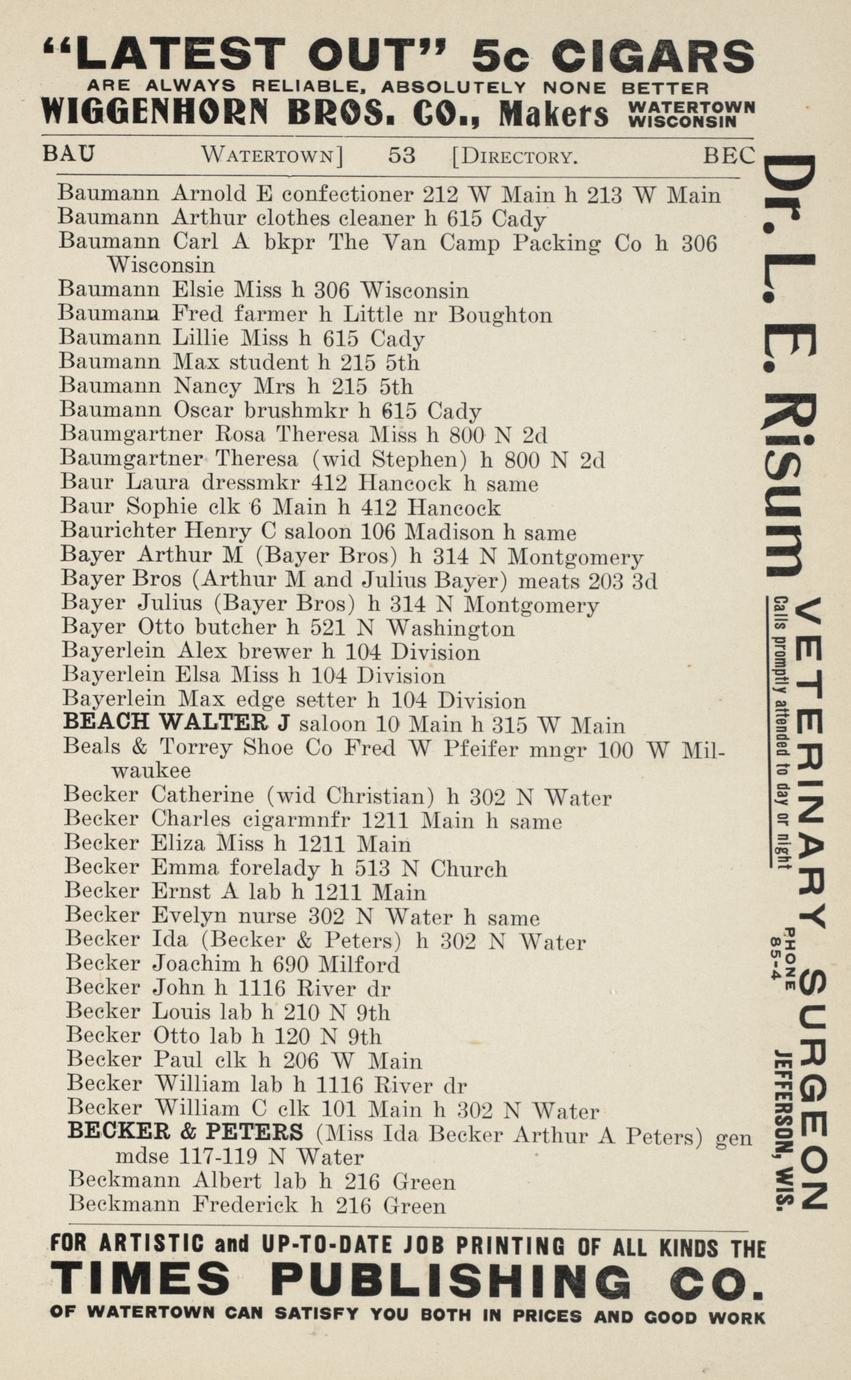 “LATEST OUT” 5c CIGARS
ARE ALWAYS RELIABLE, ABSOLUTELY NONE BETTER
WIGGENHORN BROS. CO., Makers WATERTOWN WISCONSIN
BAU WATERTOWN] 53 [DIRECTORY. BEC
Baumann Arnold E confectioner 212 W Main h 213 W Main
Baumann Arthur clothes cleaner h 615 Cady
Baumann Carl A bkpr The Van Camp Packing Co h 306
Wisconsin
Baumann Elsie Miss h 306 Wisconsin
Baumann Fred farmer h Little nr Boughton
Baumann Lillie Miss h 615 Cady
Baumann Max student h 215 5th
Baumann Nancy Mrs h 215 5th
Baumann Oscar brushmkr h 615 Cady
Baumgartner Rosa Theresa Miss h 800 N 2d
Baumgartner Theresa (wid Stephen) h 800 N 2d
Baur Laura dressmkr 412 Hancock h same
Baur Sophie clk 6 Main h 412 Hancock
Baurichter Henry C saloon 106 Madison h same
Bayer Arthur M (Bayer Bros) h 314 N Montgomery
Bayer Bros (Arthur M and Julius Bayer) meats 203 3d
Bayer Julius (Bayer Bros) h 314 N Montgomery
Bayer Otto butcher h 521 N Washington
Bayerlein Alex brewer h 104 Division
Bayerlein Elsa Miss h 104 Division
Bayerlein Max edge setter h 104 Division
BEACH WALTER J saloon 10 Main h 315 W Main
Beals & Torrey Shoe Co Fred W Pfeifer mngr 100 W Mil-
waukee
Becker Catherine (wid Christian) h 302 N Water
Becker Charles cigarmnfr 1211 Main h same
Becker Eliza Miss h 1211 Main
Becker Emma forelady h 513 N Church
Becker Ernst A lab h 1211 Main
Becker Evelyn nurse 302 N Water h same
Becker Ida (Becker & Peters) h 302 N Water
Becker Joachim h 690 Milford
Becker John h 1116 River dr
Becker Louis lab h 210 N 9th
Becker Otto lab h 120 N 9th
Becker Paul clk h 206 W Main
Becker William lab h 1116 River dr
Becker William C clk 101 Main h 302 N Water
BECKER & PETERS (Miss Ida Becker Arthur A Peters) gen
mdse 117-119 N Water
Beckmann Albert lab h 216 Green
Beckmann Frederick h 216 Green
FOR ARTISTIC and UP-TO-DATE JOB PRINTING OF ALL KINDS THE
TIMES PUBLISHING CO.
OF WATERTOWN CAN SATISFY YOU BOTH IN PRICES AND GOOD WORK
Dr. L. E. Risum
VETERINARY SURGEON
Calls promptly attended to day or night
PHONE
85-4
JEFFERSON, WIS.